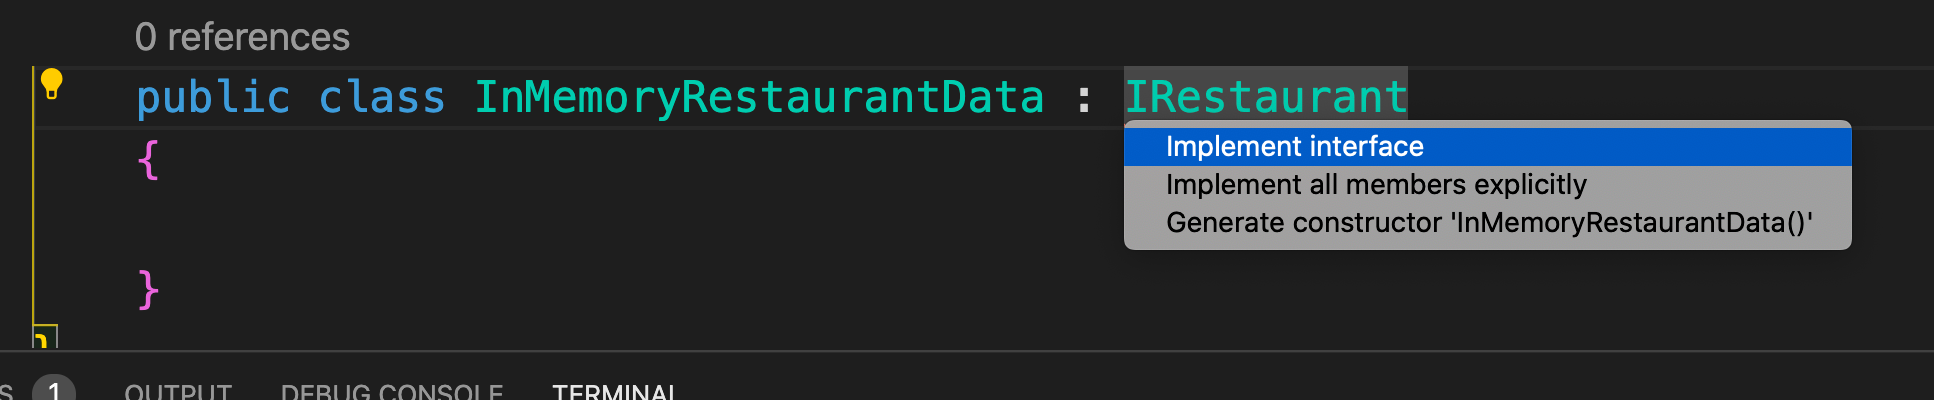 0 references
public class InMemoryRestaurantData : IRestaurant
{
Implement interface
Implement all members explicitly
Generate constructor 'InMemoryRestaurantData()'
}
}
S 1 OUTPUT DEBUG CONSOLE TERMINAL